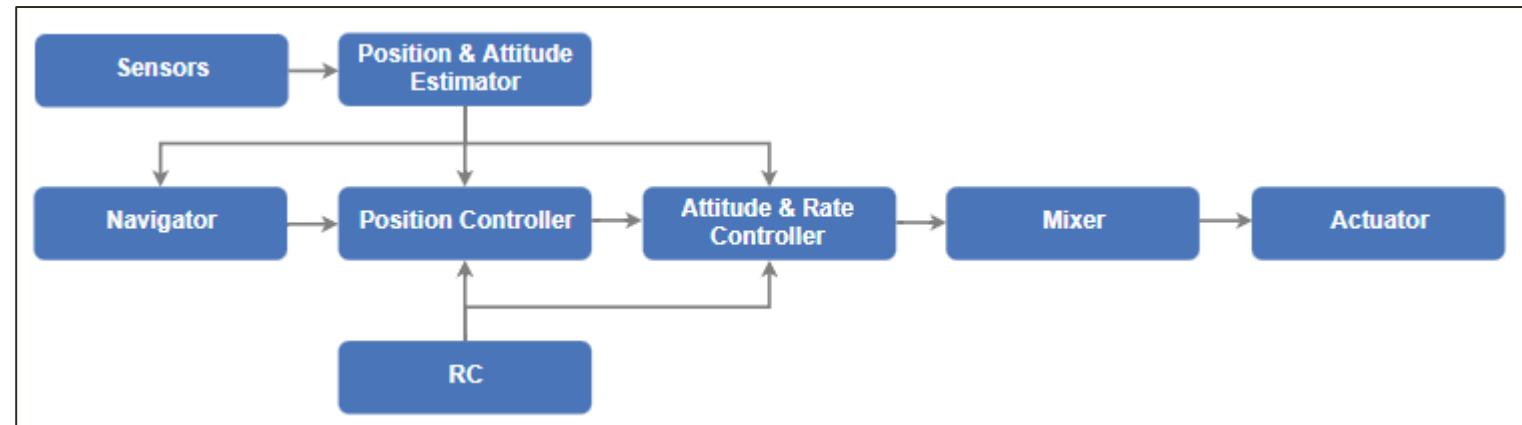 Sensors
Position & Attitude
Estimator
Navigator
Position Controller
Attitude & Rate
Controller
Mixer
Actuator
RC